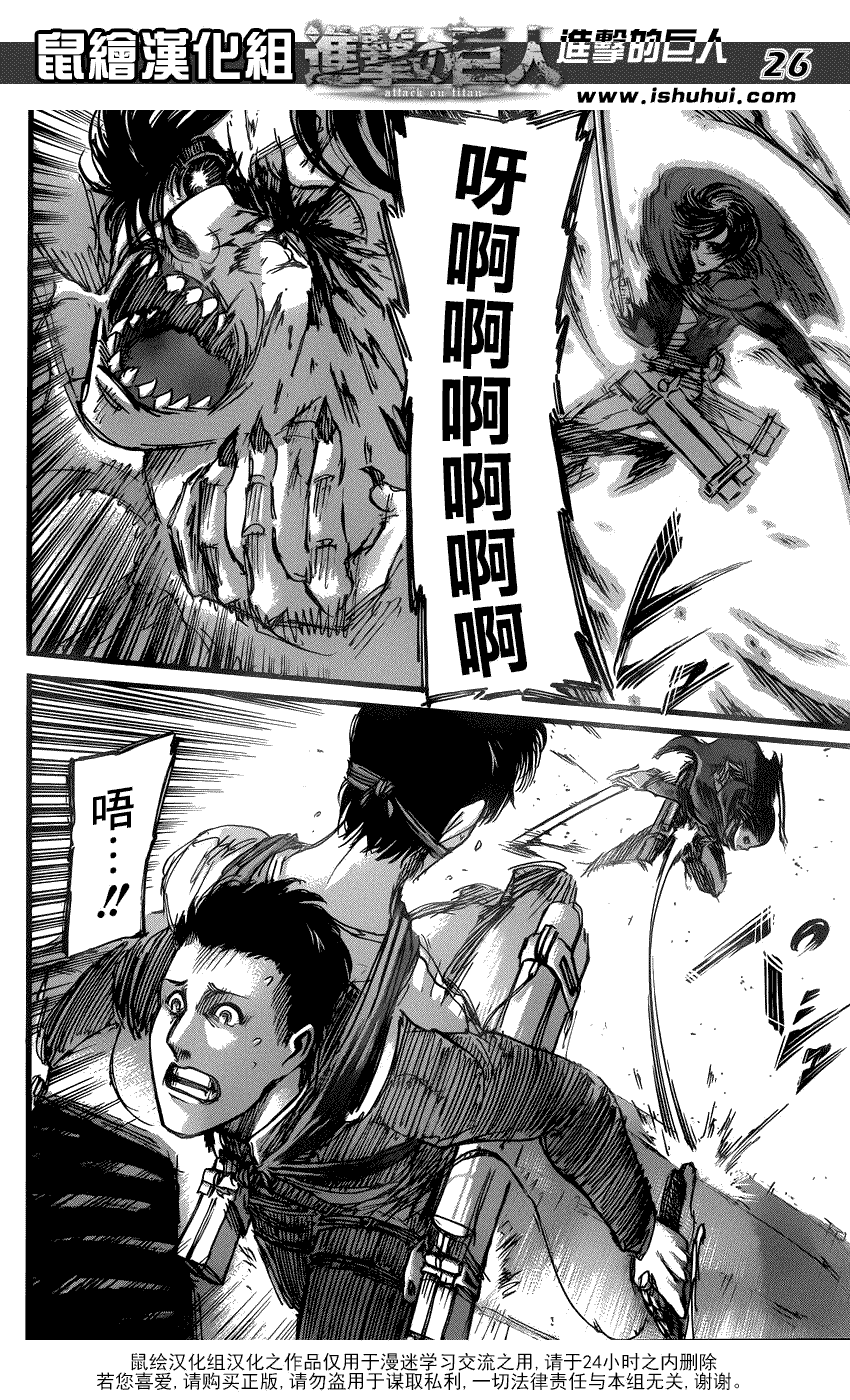 鼠繪漢化組
進撃の巨人
attack on titan
進擊的巨人
www.ishuhui.com
26
呀啊啊啊啊啊啊
唔……!!
鼠绘汉化组汉化之作品仅用于漫迷学习交流之用,请于24小时之内删除
若您喜爱,请购买正版,请勿盗用于谋取私利,一切法律责任与本组无关,谢谢。